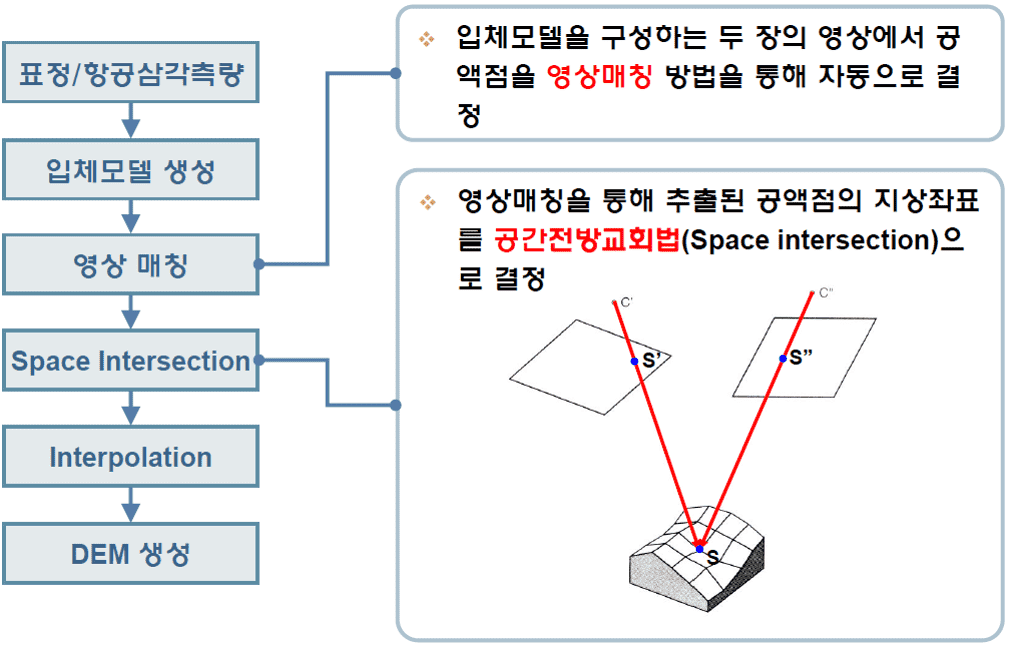 표정/항공삼각측량
입체모델 생성
영상 매칭
Space Intersection
Interpolation
DEM 생성
입체모델을 구성하는 두 장의 영상에서 공
액점을 영상매칭 방법을 통해 자동으로 결
정
영상매칭을 통해 추출된 공액점의 지상좌표
를 공간전방교회법(Space intersection)으
로 결정
C'
C"
S’
S”
S